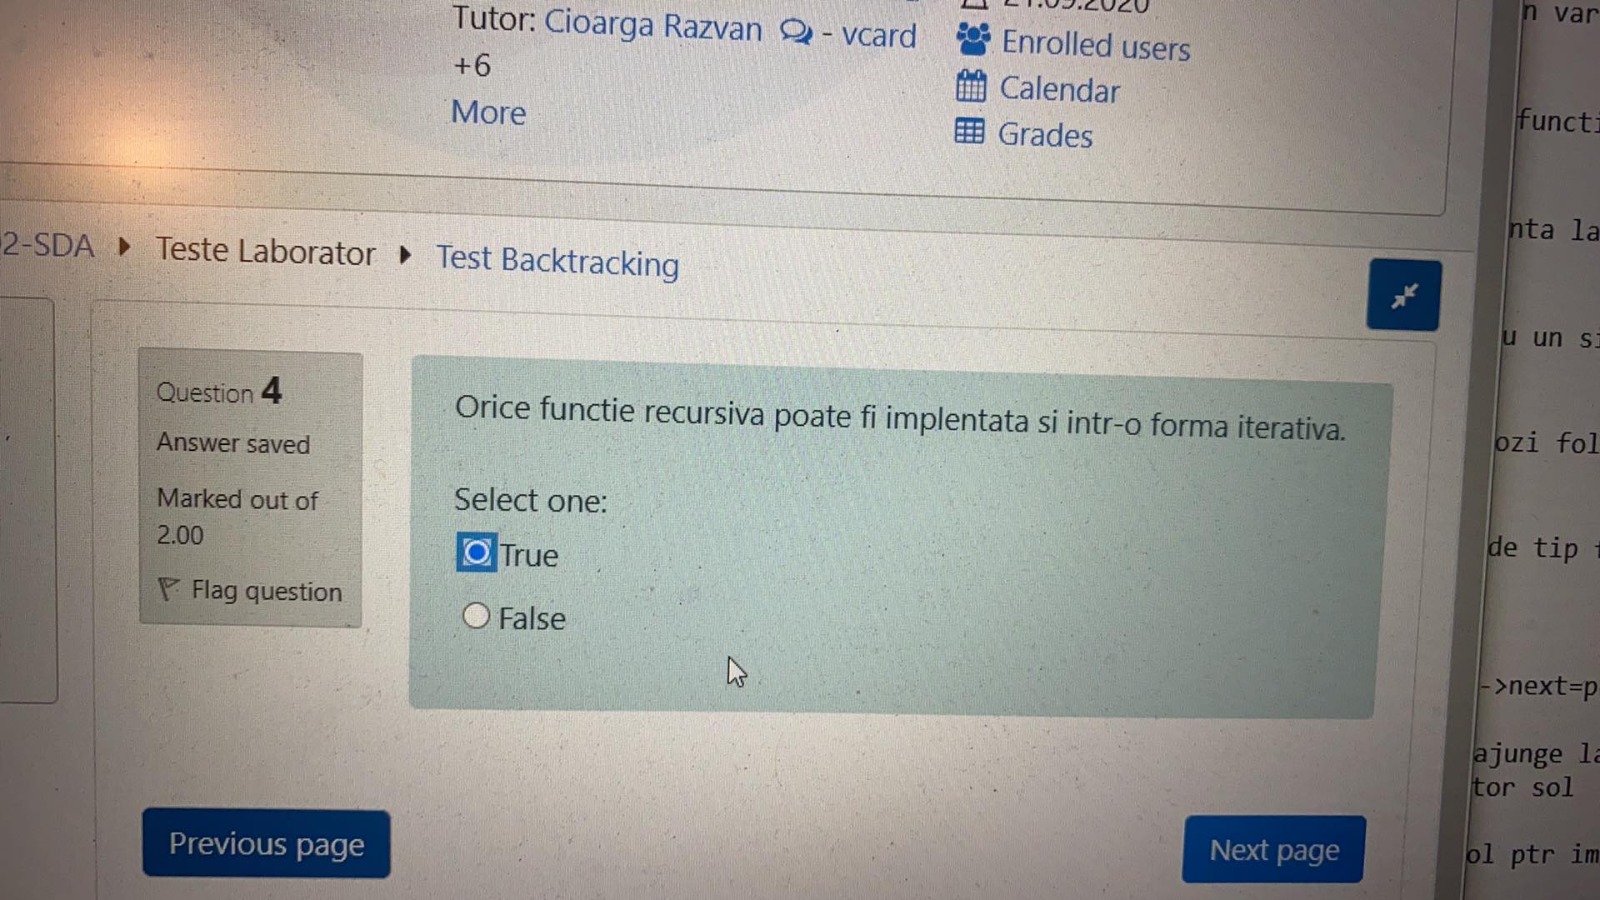 Tutor: Cioarga Razvan - vcard
+6
More
Enrolled users
Calendar
Grades
2-SDA Teste Laborator Test Backtracking
Question 4
Answer saved
Marked out of
2.00
Flag question
Orice functie recursiva poate fi implentata si intr-o forma iterativa.
Select one:
True
False
Previous page
Next page
n var
functi
nta la
u un si
ozi fol
de tip
->next=p
ajunge la
tor sol
ol ptr im